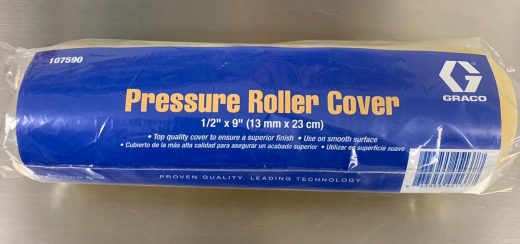 107590
GRACO
Pressure Roller Cover
1/2" x 9" (13 mm x 23 cm)
• Top quality cover to ensure a superior finish • Use on smooth surface
• Cubierto de la más alta calidad para asegurar un acabado superior • Utilizar en superficie suave
PROVEN QUALITY. LEADING TECHNOLOGY.